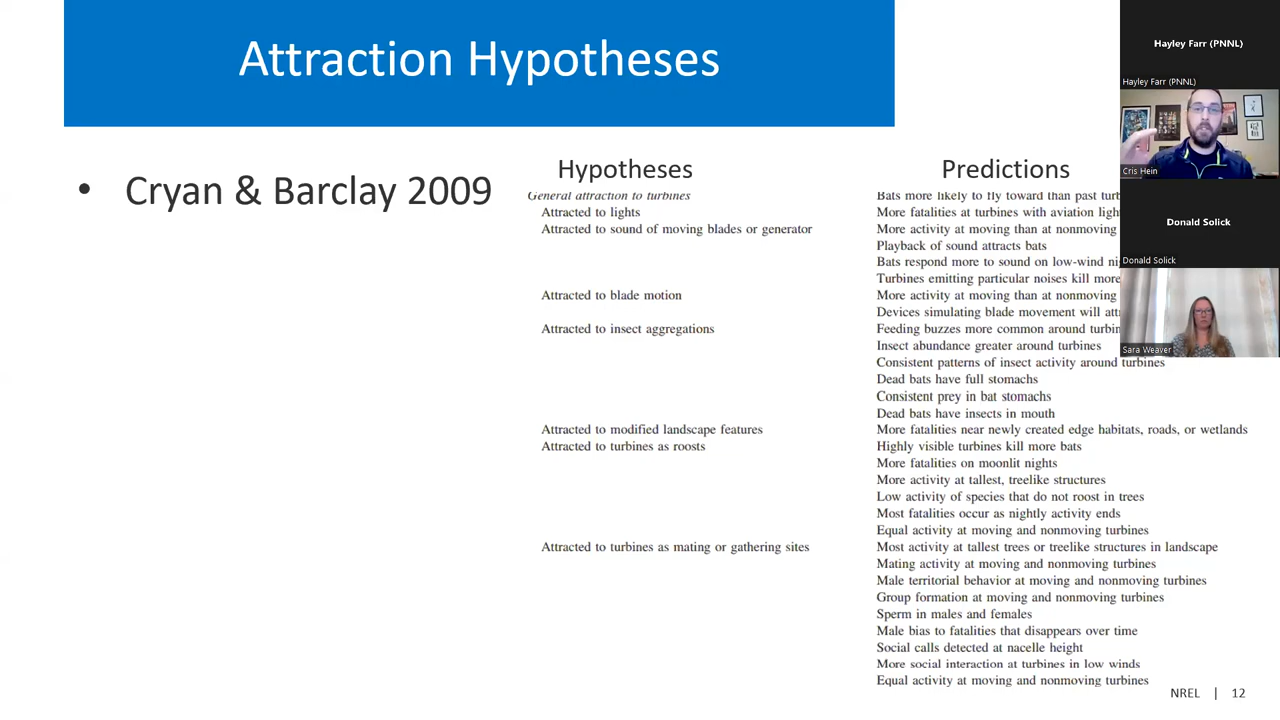 Attraction Hypotheses
Hayley Farr (PNNL)
Hayley Farr (PNNL)
Cris Hein
Donald Solick
Donald Solick
Sara Weaver
• Cryan & Barclay 2009
Hypotheses
Predictions
General attraction to turbines
Bats more likely to fly toward than past
Attracted to lights
More fatalities at turbines with aviation
Attracted to sound of moving blades or generator
More activity at moving than at nonmoving
Playback of sound attracts bats
Bats respond more to sound on low-wind
Turbines emitting particular noises kill more
Attracted to blade motion
More activity at moving than at nonmoving
Devices simulating blade movement will
Attracted to insect aggregations
Feeding buzzes more common around
Insect abundance greater around turbines
Consistent patterns of insect activity around turbines
Dead bats have full stomachs
Consistent prey in bat stomachs
Dead bats have insects in mouth
Attracted to modified landscape features
More fatalities near newly created edge habitats, roads, or wetlands
Attracted to turbines as roosts
Highly visible turbines kill more bats
More fatalities on moonlit nights
More activity at tallest, treelike structures
Low activity of species that do not roost in trees
Most fatalities occur as nightly activity ends
Equal activity at moving and nonmoving turbines
Attracted to turbines as mating or gathering sites
Most activity at tallest trees or treelike structures in landscape
Mating activity at moving and nonmoving turbines
Male territorial behavior at moving and nonmoving turbines
Group formation at moving and nonmoving turbines
Sperm in males and females
Male bias to fatalities that disappears over time
Social calls detected at nacelle height
More social interaction at turbines in low winds
Equal activity at moving and nonmoving turbines
NREL | 12